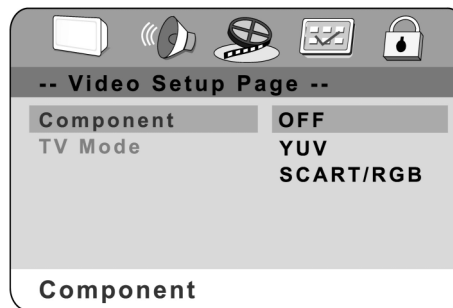 -- Video Setup Page --
Component OFF
TV Mode YUV
SCART/RGB
Component